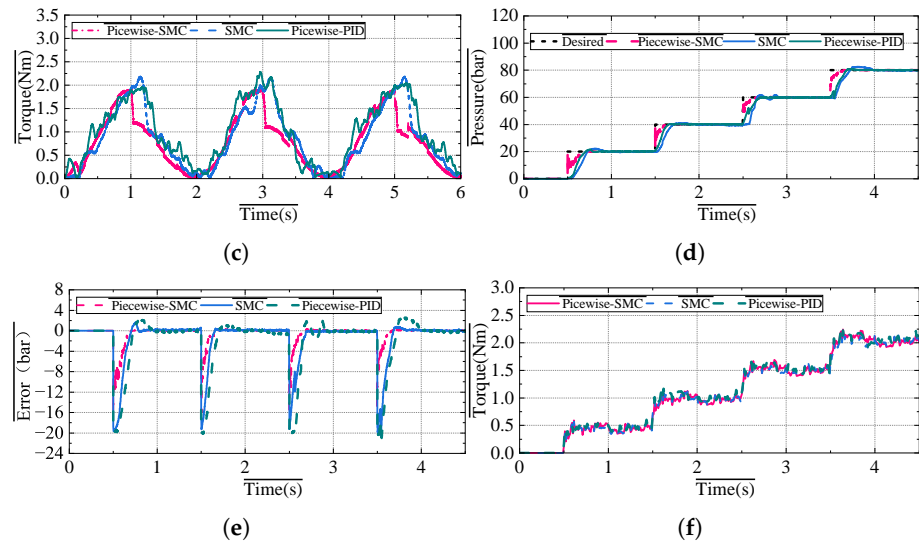 Picewise-SMC SMC Picewise-PID
Torque(Nm)
3.5
3.0
2.5
2.0
1.5
1.0
0.5
0.0
0 1 2 3 4 5 6
Time(s)
(c)
Desired Piecewise-SMC SMC Piecewise-PID
Pressure(bar)
120
100
80
60
40
20
0
0 1 2 3 4
Time(s)
(d)
Piecewise-SMC SMC Piecewise-PID
Error（bar）
8
4
0
−4
−8
−12
−16
−20
−24
0 1 2 3 4
Time(s)
(e)
Piecewise-SMC SMC Picewise-PID
Torque(Nm)
3.0
2.5
2.0
1.5
1.0
0.5
0.0
0 1 2 3 4
Time(s)
(f)